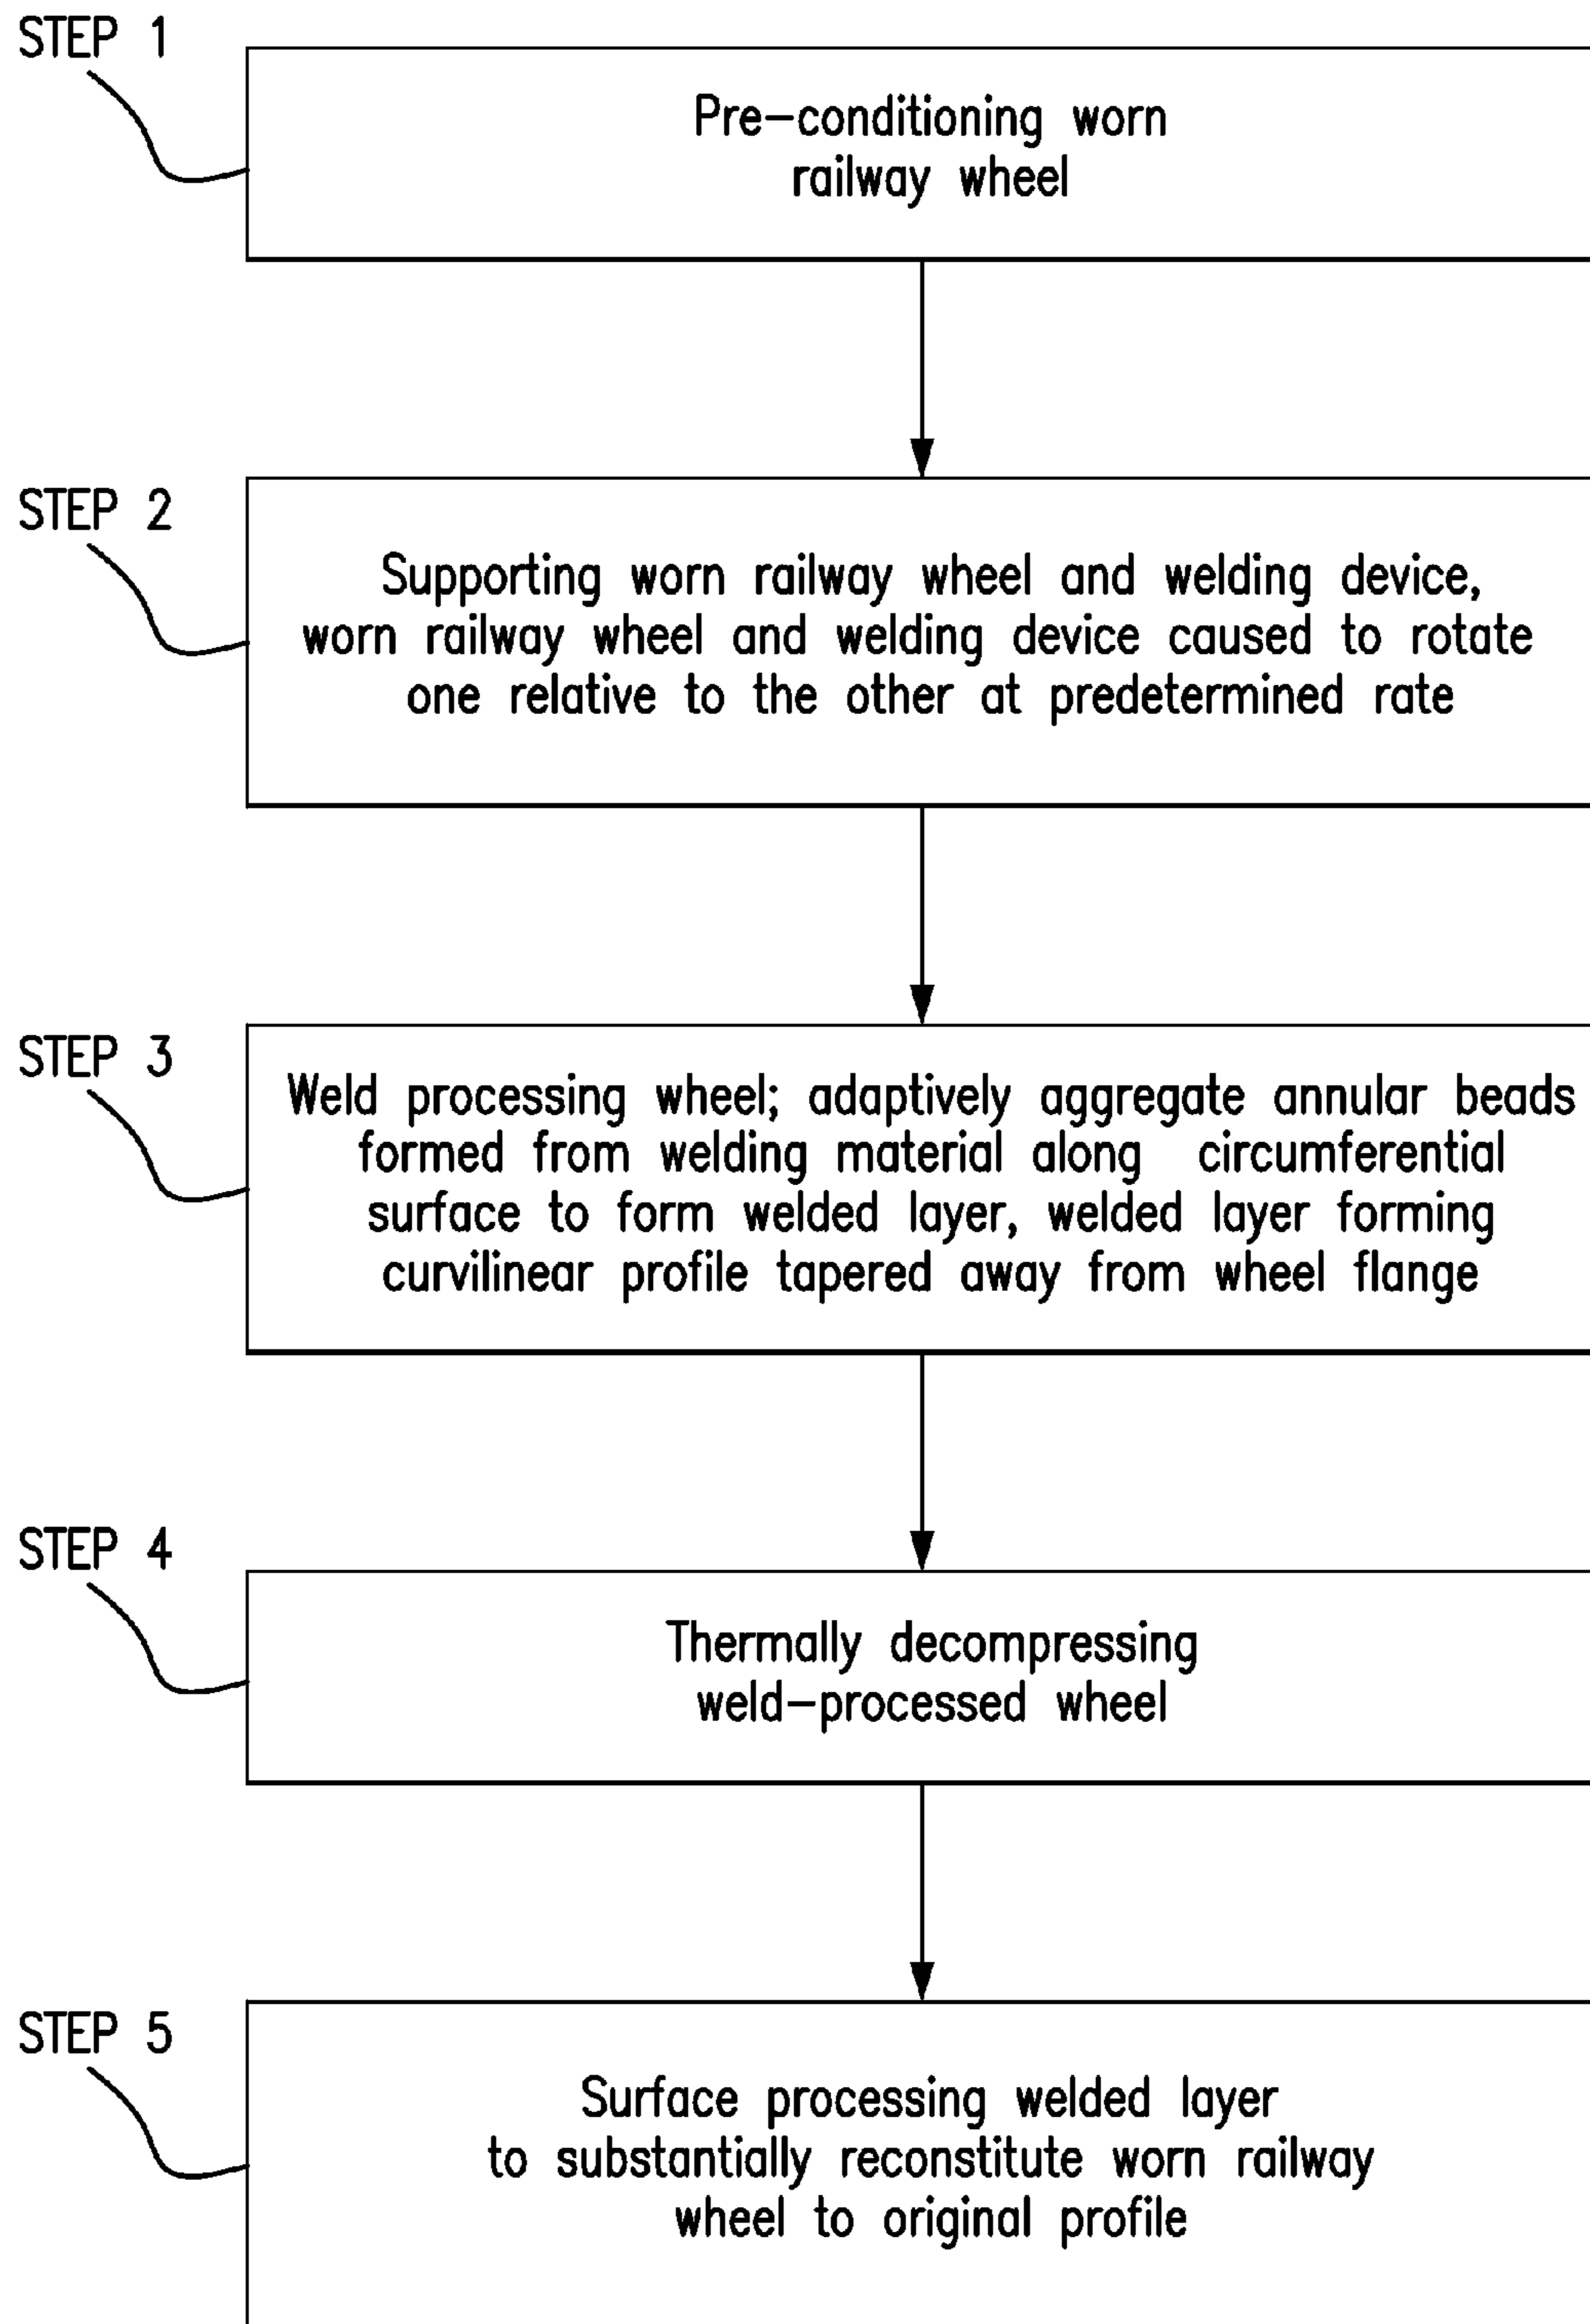 STEP 1
Pre-conditioning worn
railway wheel
STEP 2
Supporting worn railway wheel and welding device,
worn railway wheel and welding device caused to rotate
one relative to the other at predetermined rate
STEP 3
Weld processing wheel; adaptively aggregate annular beads
formed from welding material along circumferential
surface to form welded layer, welded layer forming
curvilinear profile tapered away from wheel flange
STEP 4
Thermally decompressing
weld-processed wheel
STEP 5
Surface processing welded layer
to substantially reconstitute worn railway
wheel to original profile